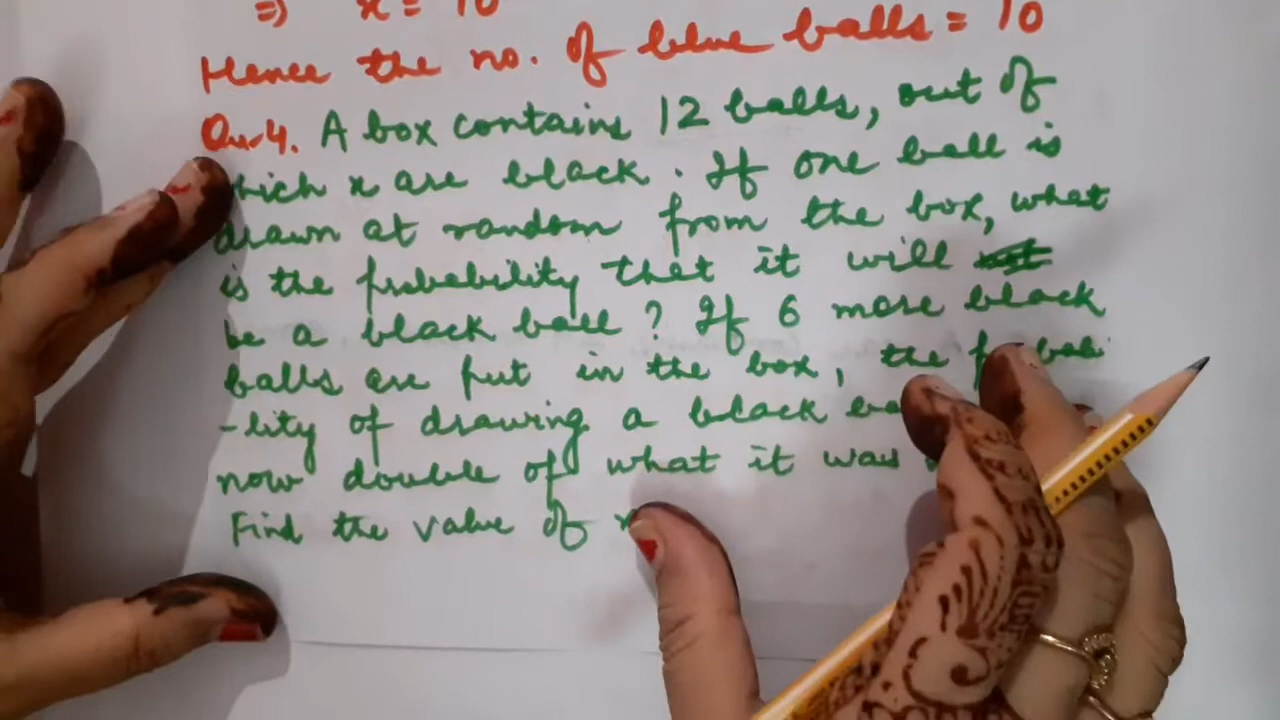 => x = 10
Hence the no. of blue balls = 10
Qu.4. A box contains 12 balls, out of
which x are black. If one ball is
drawn at random from the box, what
is the probability that it will
be a black ball? If 6 more black
balls are put in the box, the
-lity of drawing a black
now double of what it was
Find the value of